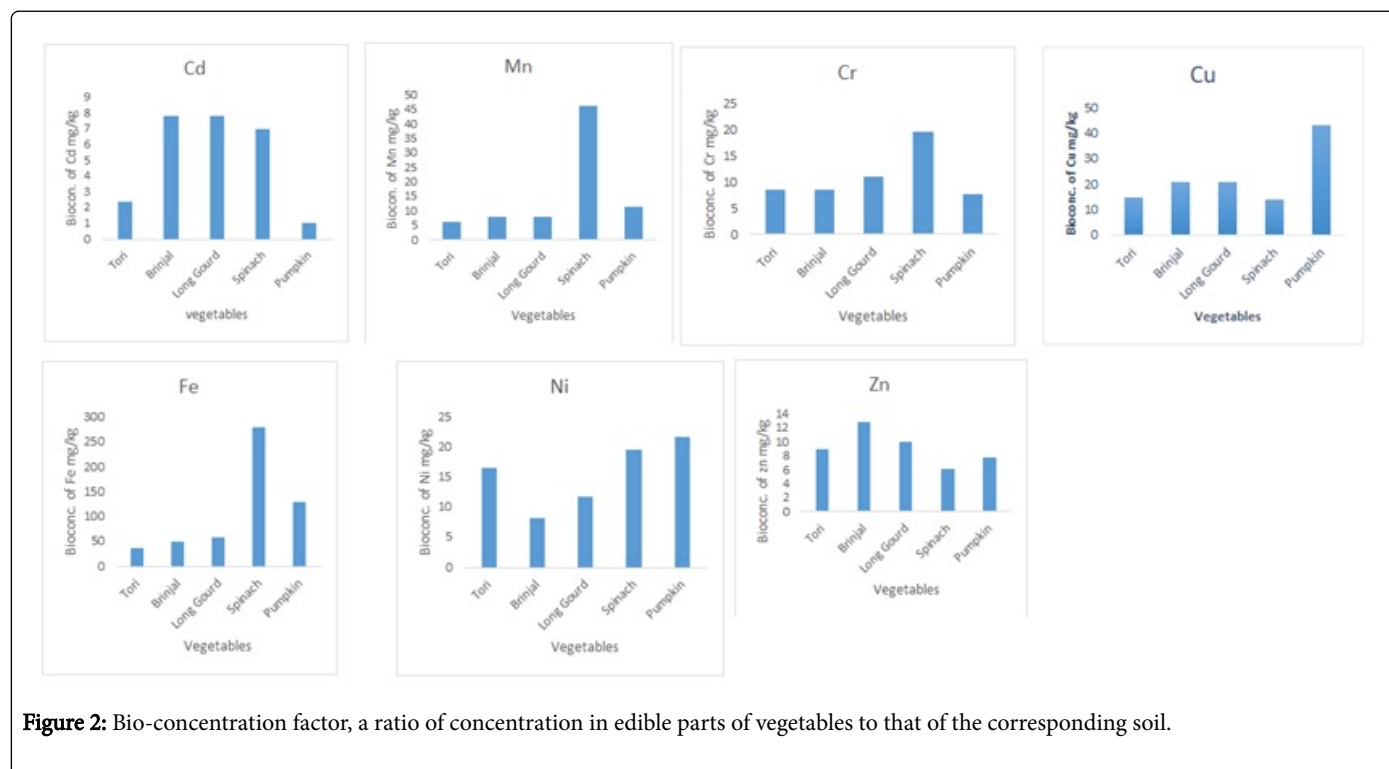 Cd
Biocon. of Cd mg/kg
9
8
7
6
5
4
3
2
1
0
Tori
Brinjal
Long Gourd
Spinach
Pumpkin
vegetables
Mn
Biocon. of Mn mg/kg
50
45
40
35
30
25
20
15
10
5
0
Tori
Brinjal
Long Gourd
Spinach
Pumpkin
Vegetables
Cr
Bioconc. of Cr mg/kg
25
20
15
10
5
0
Tori
Brinjal
Long Gourd
Spinach
Pumpkin
Vegetables
Cu
Bioconc. of Cu mg/kg
50
40
30
20
10
0
Tori
Brinjal
Long Gourd
Spinach
Pumpkin
Vegetables
Fe
Bioconc. of Fe mg/kg
300
250
200
150
100
50
0
Tori
Brinjal
Long Gourd
Spinach
Pumpkin
Vegetables
Ni
Bioconc. of Ni mg/kg
25
20
15
10
5
0
Tori
Brinjal
Long Gourd
Spinach
Pumpkin
Vegetables
Zn
Bioconc. of zn mg/kg
14
12
10
8
6
4
2
0
Tori
Brinjal
Long Gourd
Spinach
Pumpkin
Vegetables
Figure 2: Bio-concentration factor, a ratio of concentration in edible parts of vegetables to that of the corresponding soil.